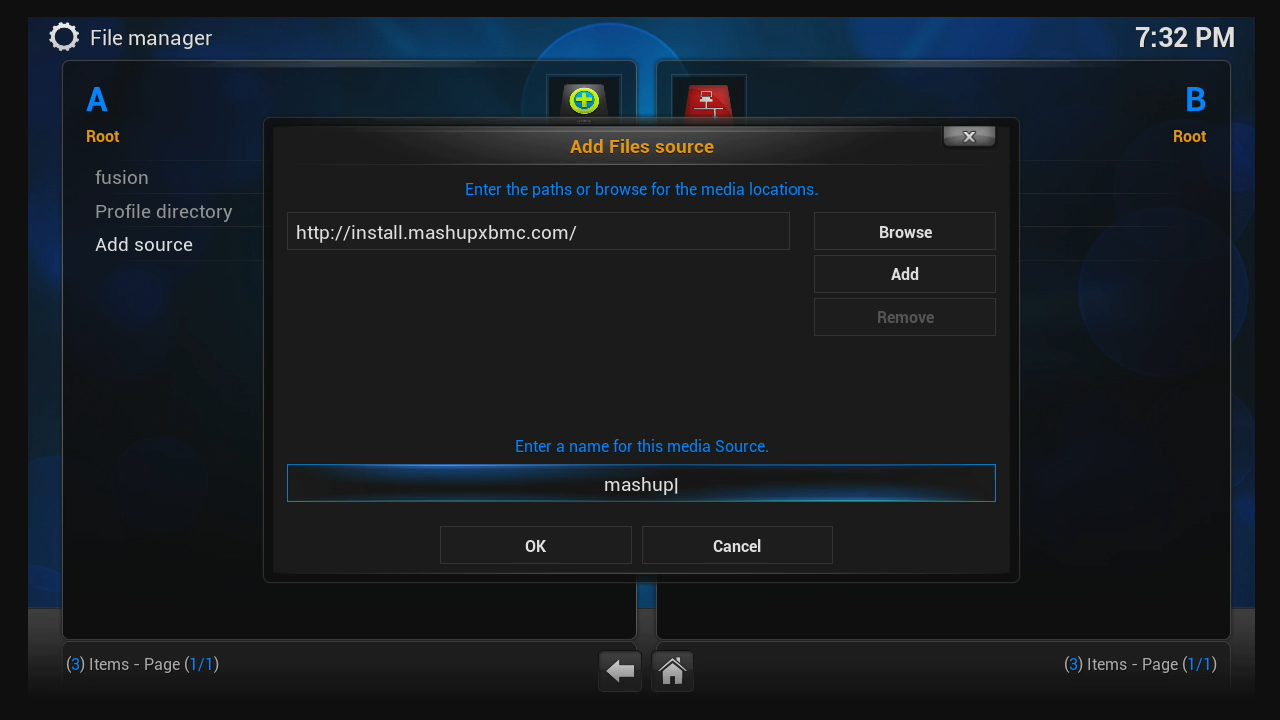 File manager
7:32 PM
A
B
Root
Root
fusion
Profile directory
Add source
Add Files source
Enter the paths or browse for the media locations.
http://install.mashupxbmc.com/
Browse
Add
Remove
Enter a name for this media Source.
mashup|
OK
Cancel
(3) Items - Page (1/1)
(3) Items - Page (1/1)